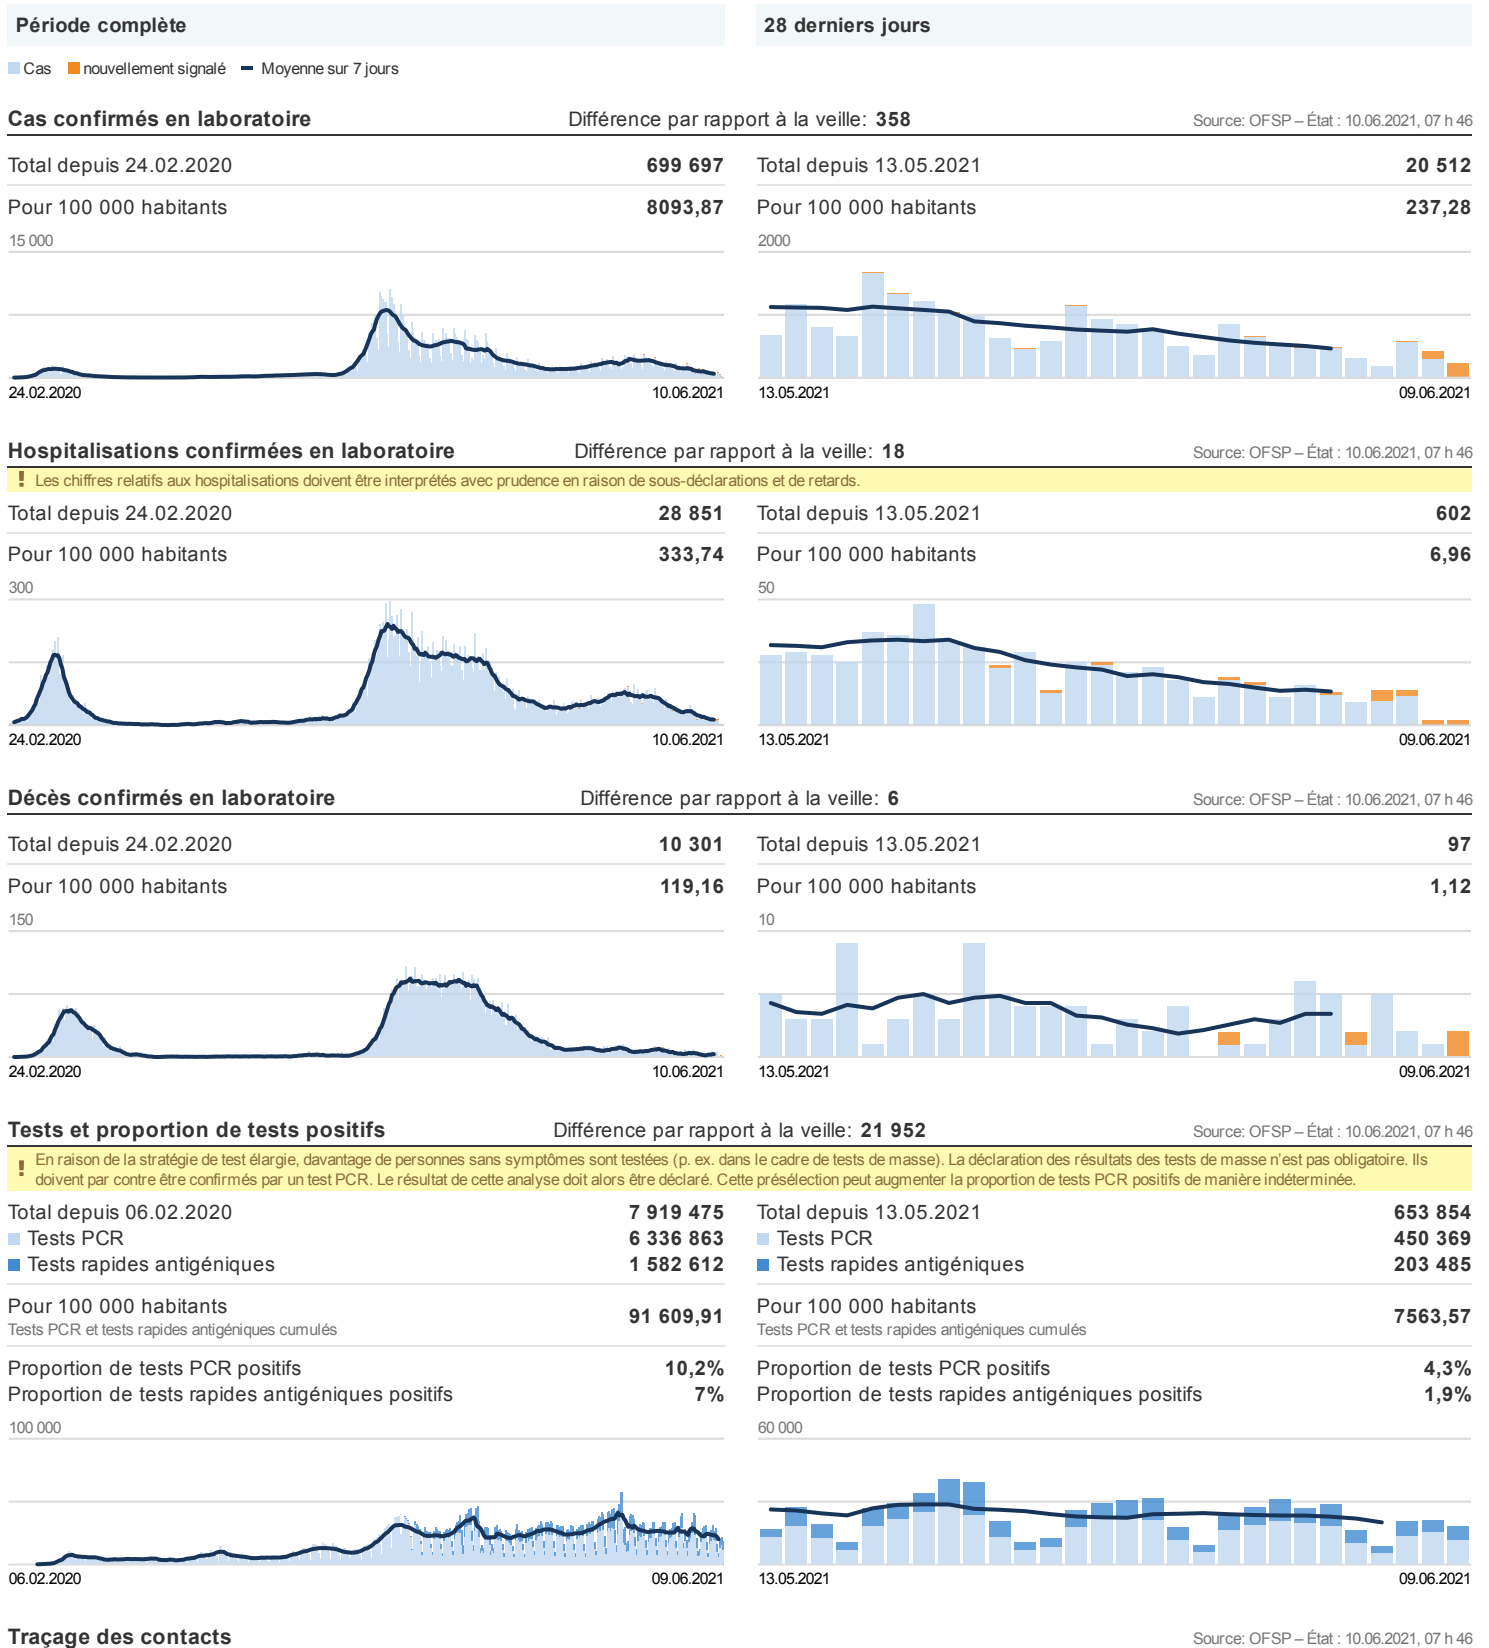 Période complète
28 derniers jours
Cas nouvellement signalé Moyenne sur 7 jours
Cas confirmés en laboratoire Différence par rapport à la veille: 358 Source: OFSP – État : 10.06.2021, 07 h 46
Total depuis 24.02.2020 699 697
Pour 100 000 habitants 8093,87
15 000
24.02.2020 10.06.2021
Total depuis 13.05.2021 20 512
Pour 100 000 habitants 237,28
2000
13.05.2021 09.06.2021
Hospitalisations confirmées en laboratoire Différence par rapport à la veille: 18 Source: OFSP – État : 10.06.2021, 07 h 46
! Les chiffres relatifs aux hospitalisations doivent être interprétés avec prudence en raison de sous-déclarations et de retards.
Total depuis 24.02.2020 28 851
Pour 100 000 habitants 333,74
300
24.02.2020 10.06.2021
Total depuis 13.05.2021 602
Pour 100 000 habitants 6,96
50
13.05.2021 09.06.2021
Décès confirmés en laboratoire Différence par rapport à la veille: 6 Source: OFSP – État : 10.06.2021, 07 h 46
Total depuis 24.02.2020 10 301
Pour 100 000 habitants 119,16
150
24.02.2020 10.06.2021
Total depuis 13.05.2021 97
Pour 100 000 habitants 1,12
10
13.05.2021 09.06.2021
Tests et proportion de tests positifs Différence par rapport à la veille: 21 952 Source: OFSP – État : 10.06.2021, 07 h 46
! En raison de la stratégie de test élargie, davantage de personnes sans symptômes sont testées (p. ex. dans le cadre de tests de masse). La déclaration des résultats des tests de masse n'est pas obligatoire. Ils
doivent par contre être confirmés par un test PCR. Le résultat de cette analyse doit alors être déclaré. Cette présélection peut augmenter la proportion de tests PCR positifs de manière indéterminée.
Total depuis 06.02.2020 7 919 475
Tests PCR 6 336 863
Tests rapides antigéniques 1 582 612
Pour 100 000 habitants 91 609,91
Tests PCR et tests rapides antigéniques cumulés
Proportion de tests PCR positifs 10,2%
Proportion de tests rapides antigéniques positifs 7%
100 000
06.02.2020 09.06.2021
Total depuis 13.05.2021 653 854
Tests PCR 450 369
Tests rapides antigéniques 203 485
Pour 100 000 habitants 7563,57
Tests PCR et tests rapides antigéniques cumulés
Proportion de tests PCR positifs 4,3%
Proportion de tests rapides antigéniques positifs 1,9%
60 000
13.05.2021 09.06.2021
Traçage des contacts Source: OFSP – État : 10.06.2021, 07 h 46